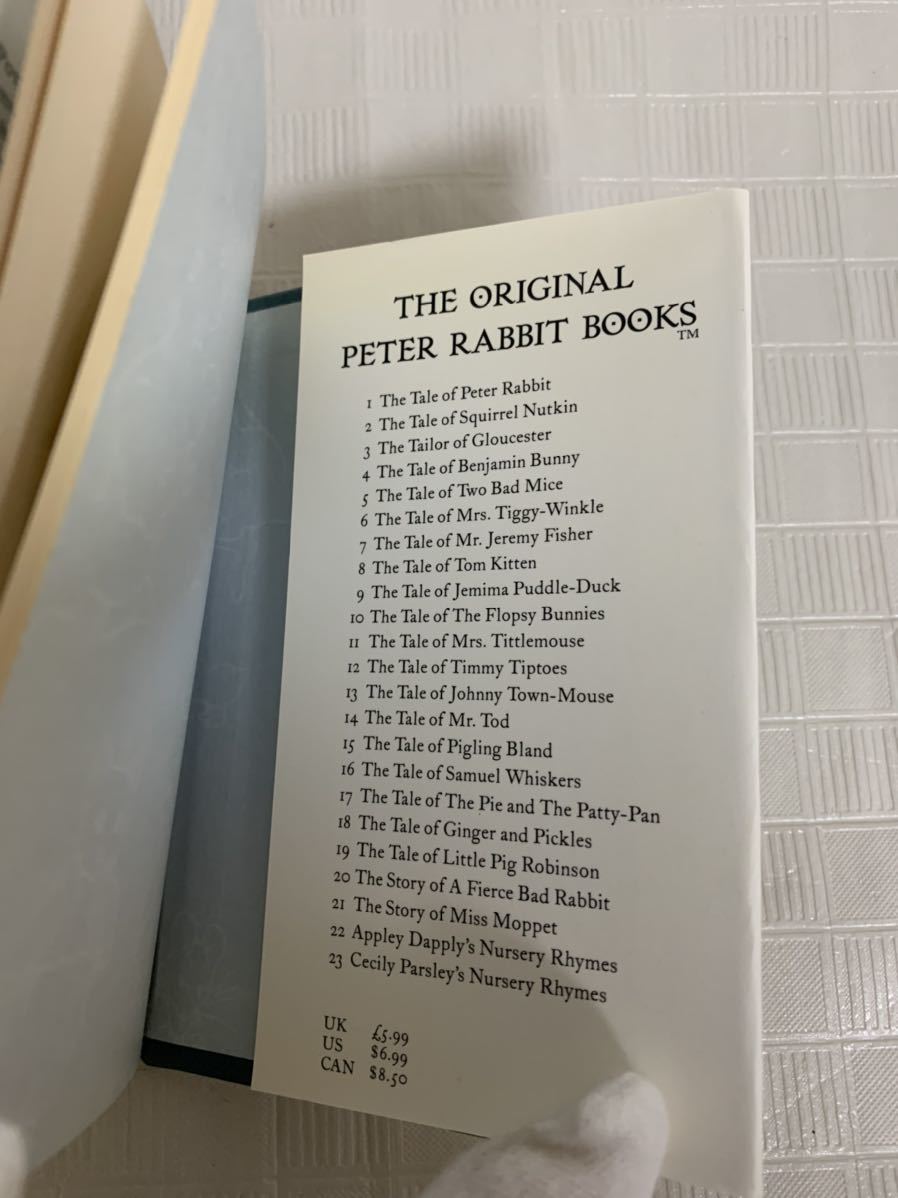 THE ORIGINAL
PETER RABBIT BOOKS
TM
1 The Tale of Peter Rabbit
2 The Tale of Squirrel Nutkin
3 The Tailor of Gloucester
4 The Tale of Benjamin Bunny
5 The Tale of Two Bad Mice
6 The Tale of Mrs. Tiggy-Winkle
7 The Tale of Mr. Jeremy Fisher
8 The Tale of Tom Kitten
9 The Tale of Jemima Puddle-Duck
10 The Tale of The Flopsy Bunnies
11 The Tale of Mrs. Tittlemouse
12 The Tale of Timmy Tiptoes
13 The Tale of Johnny Town-Mouse
14 The Tale of Mr. Tod
15 The Tale of Pigling Bland
16 The Tale of Samuel Whiskers
17 The Tale of The Pie and The Patty-Pan
18 The Tale of Ginger and Pickles
19 The Tale of Little Pig Robinson
20 The Story of A Fierce Bad Rabbit
21 The Story of Miss Moppet
22 Appley Dapply's Nursery Rhymes
23 Cecily Parsley's Nursery Rhymes
UK £5.99
US $6.99
CAN $8.50